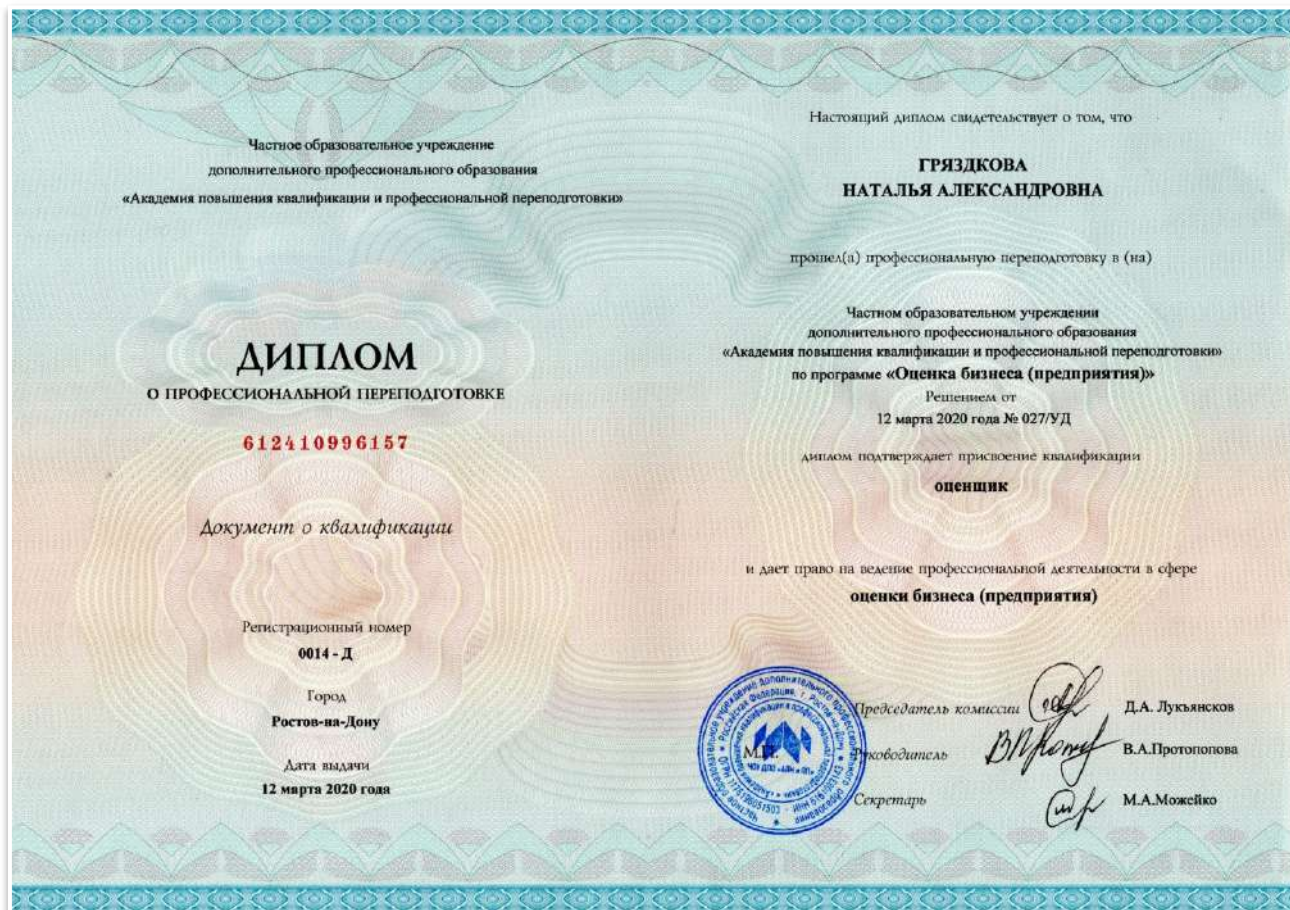 Частное образовательное учреждение
дополнительного профессионального образования
«Академия повышения квалификации и профессиональной переподготовки»
ДИПЛОМ
О ПРОФЕССИОНАЛЬНОЙ ПЕРЕПОДГОТОВКЕ
612410996157
Документ о квалификации
Регистрационный номер
0014 - Д
Город
Ростов-на-Дону
Дата выдачи
12 марта 2020 года
Настоящий диплом свидетельствует о том, что
ГРЯЗДКОВА
НАТАЛЬЯ АЛЕКСАНДРОВНА
прошел(а) профессиональную переподготовку в (на)
Частном образовательном учреждении
дополнительного профессионального образования
«Академия повышения квалификации и профессиональной переподготовки»
по программе «Оценка бизнеса (предприятия)»
Решением от
12 марта 2020 года № 027/УД
диплом подтверждает присвоение квалификации
оценщик
и дает право на ведение профессиональной деятельности в сфере
оценки бизнеса (предприятия)
Председатель комиссии Д.А. Лукьянсков
М.П. Руководитель В.А.Протопопова
Секретарь М.А.Можейко